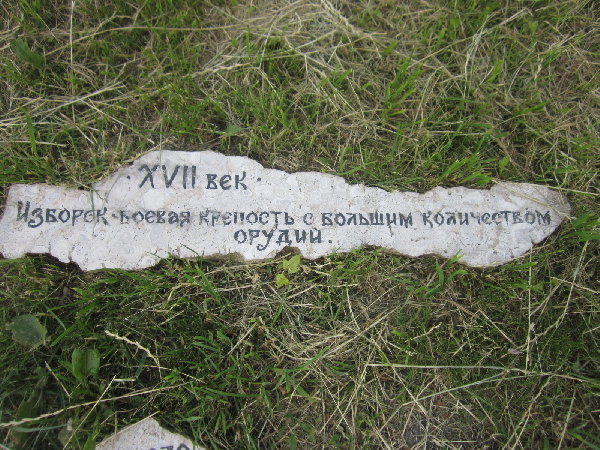 · XVII век ·
Изборск · боевая крепость с большим количеством
орудий.